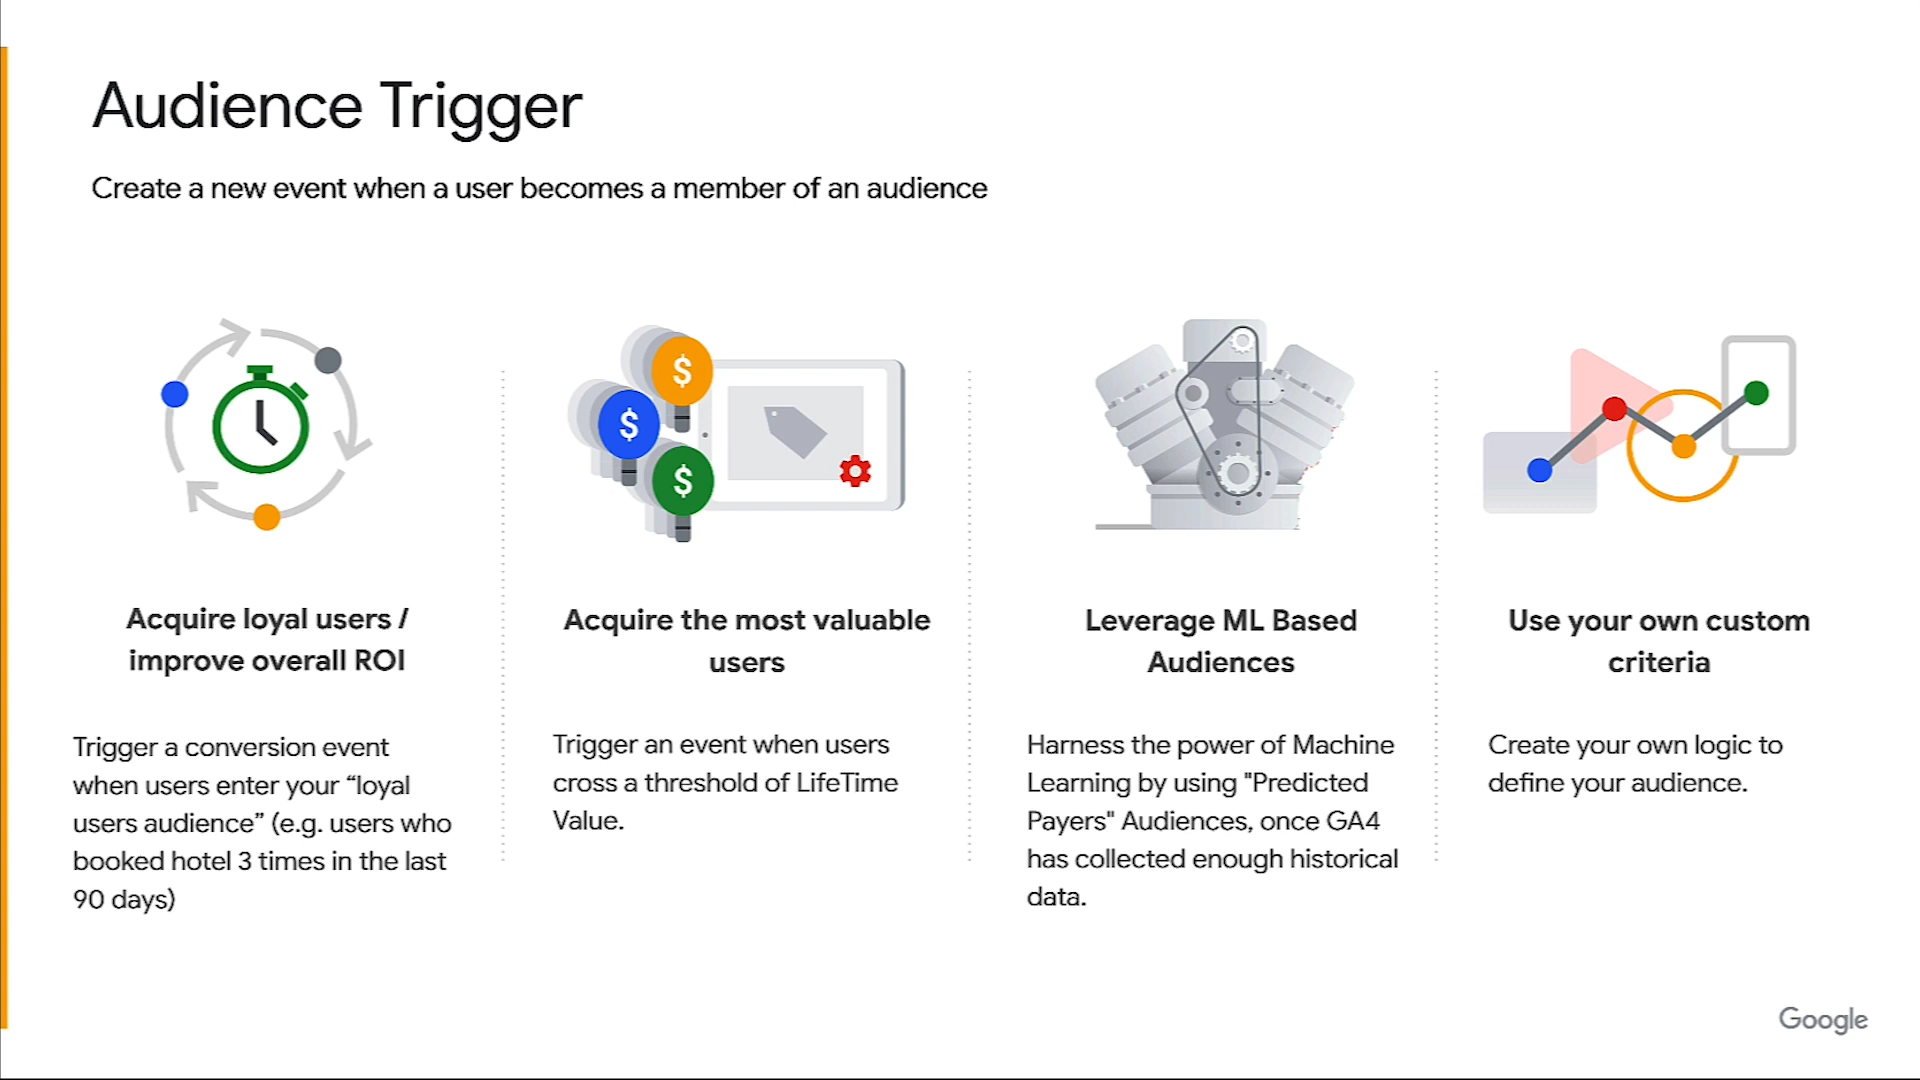 Audience Trigger
Create a new event when a user becomes a member of an audience
$
$
$
Acquire loyal users /
improve overall ROI
Trigger a conversion event
when users enter your “loyal
users audience” (e.g. users who
booked hotel 3 times in the last
90 days)
Acquire the most valuable
users
Trigger an event when users
cross a threshold of LifeTime
Value.
Leverage ML Based
Audiences
Harness the power of Machine
Learning by using "Predicted
Payers" Audiences, once GA4
has collected enough historical
data.
Use your own custom
criteria
Create your own logic to
define your audience.
Google